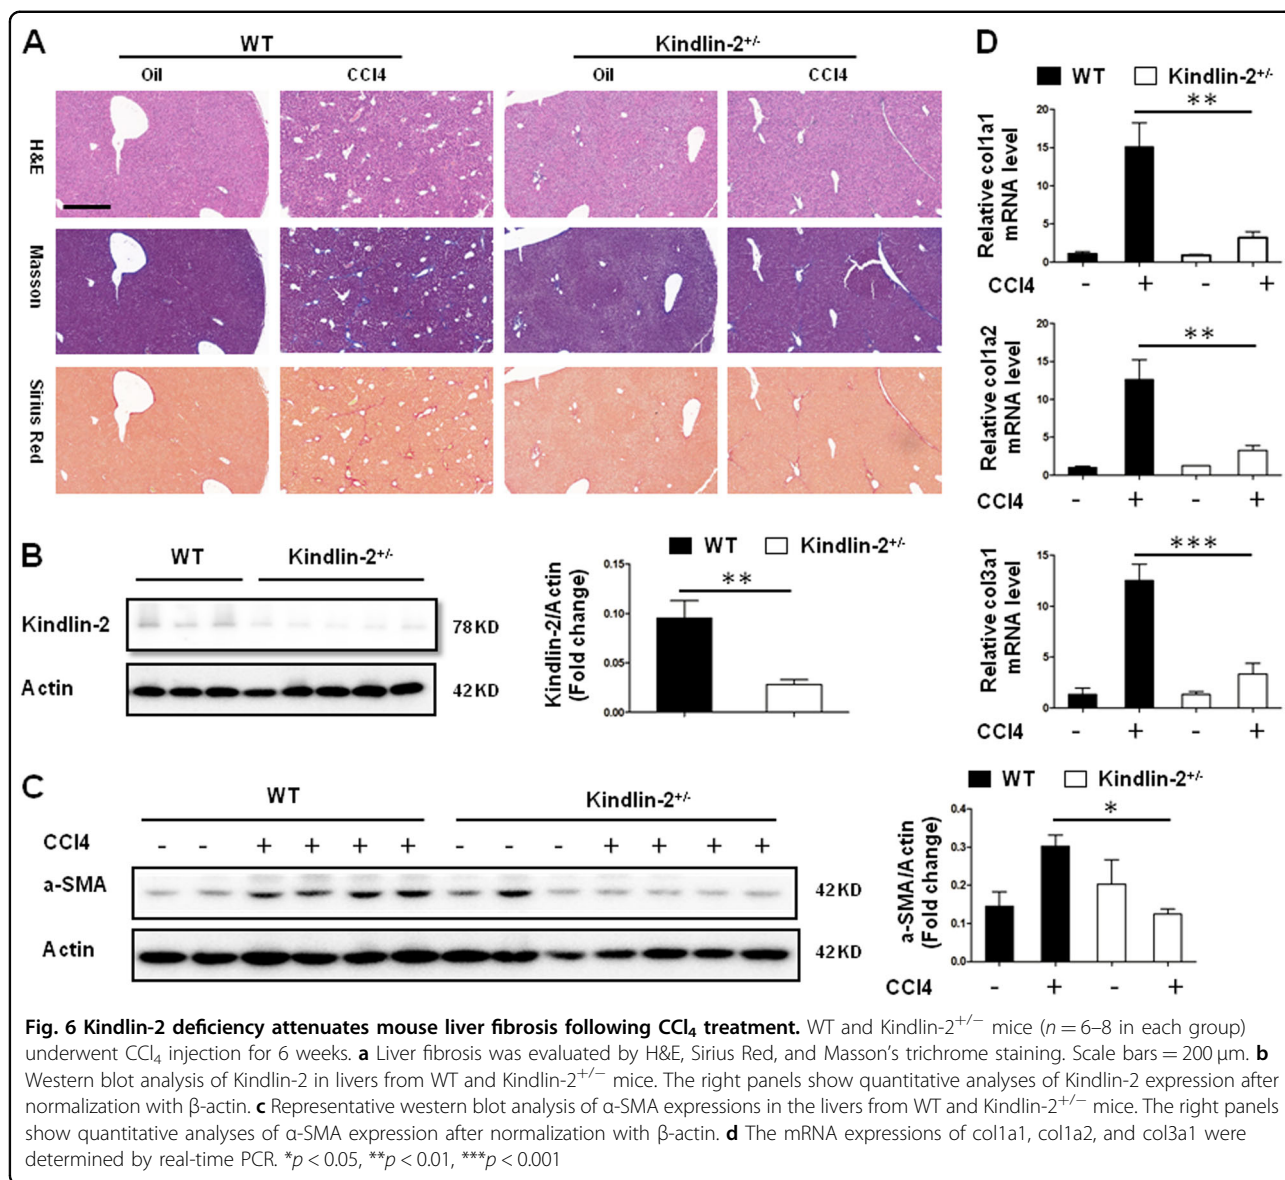 A
WT
Kindlin-2+/-
Oil
CCl4
Oil
CCl4
H&E
Masson
Sirius Red
B
WT
Kindlin-2+/-
Kindlin-2
78KD
Actin
42KD
WT
Kindlin-2+/-
Kindlin-2/Actin
(Fold change)
0.15
0.10
0.05
0.00
**
C
WT
Kindlin-2+/-
CCl4
- - + + + + - - - + + + +
a-SMA
42KD
Actin
42KD
WT
Kindlin-2+/-
a-SMA/Actin
(Fold change)
0.4
0.3
0.2
0.1
0.0
*
CCl4
- + - +
D
WT
Kindlin-2+/-
Relative col1a1
mRNA level
20
15
10
5
0
**
CCl4
- + - +
Relative col1a2
mRNA level
20
15
10
5
0
**
CCl4
- + - +
Relative col3a1
mRNA level
15
10
5
0
***
CCl4
- + - +
Fig. 6 Kindlin-2 deficiency attenuates mouse liver fibrosis following CCl₄ treatment. WT and Kindlin-2⁺/⁻ mice (n = 6–8 in each group)
underwent CCl₄ injection for 6 weeks. a Liver fibrosis was evaluated by H&E, Sirius Red, and Masson's trichrome staining. Scale bars = 200 μm. b
Western blot analysis of Kindlin-2 in livers from WT and Kindlin-2⁺/⁻ mice. The right panels show quantitative analyses of Kindlin-2 expression after
normalization with β-actin. c Representative western blot analysis of α-SMA expressions in the livers from WT and Kindlin-2⁺/⁻ mice. The right panels
show quantitative analyses of α-SMA expression after normalization with β-actin. d The mRNA expressions of col1a1, col1a2, and col3a1 were
determined by real-time PCR. *p < 0.05, **p < 0.01, ***p < 0.001